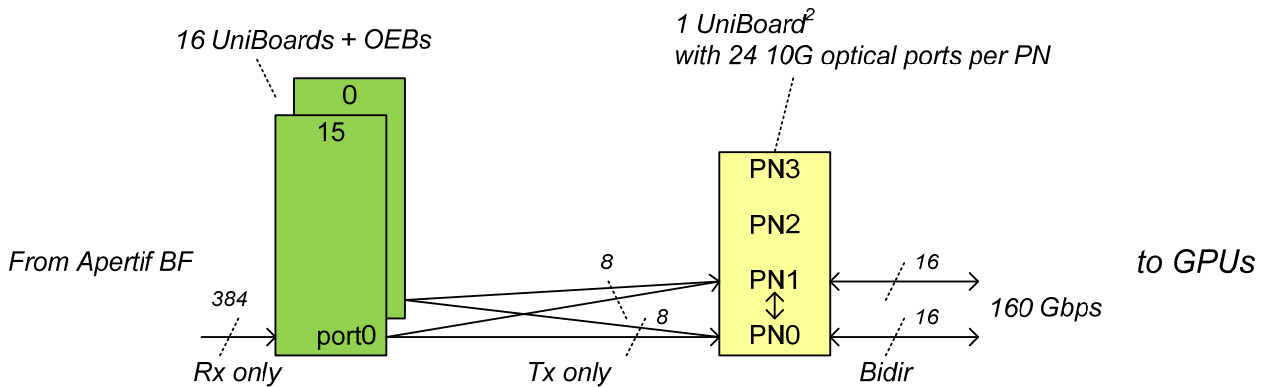 16 UniBoards + OEBs
1 UniBoard2
with 24 10G optical ports per PN
0
15
PN3
PN2
From Apertif BF
8
PN1
16
to GPUs
384
port0
8
PN0
16
160 Gbps
Rx only
Tx only
Bidir